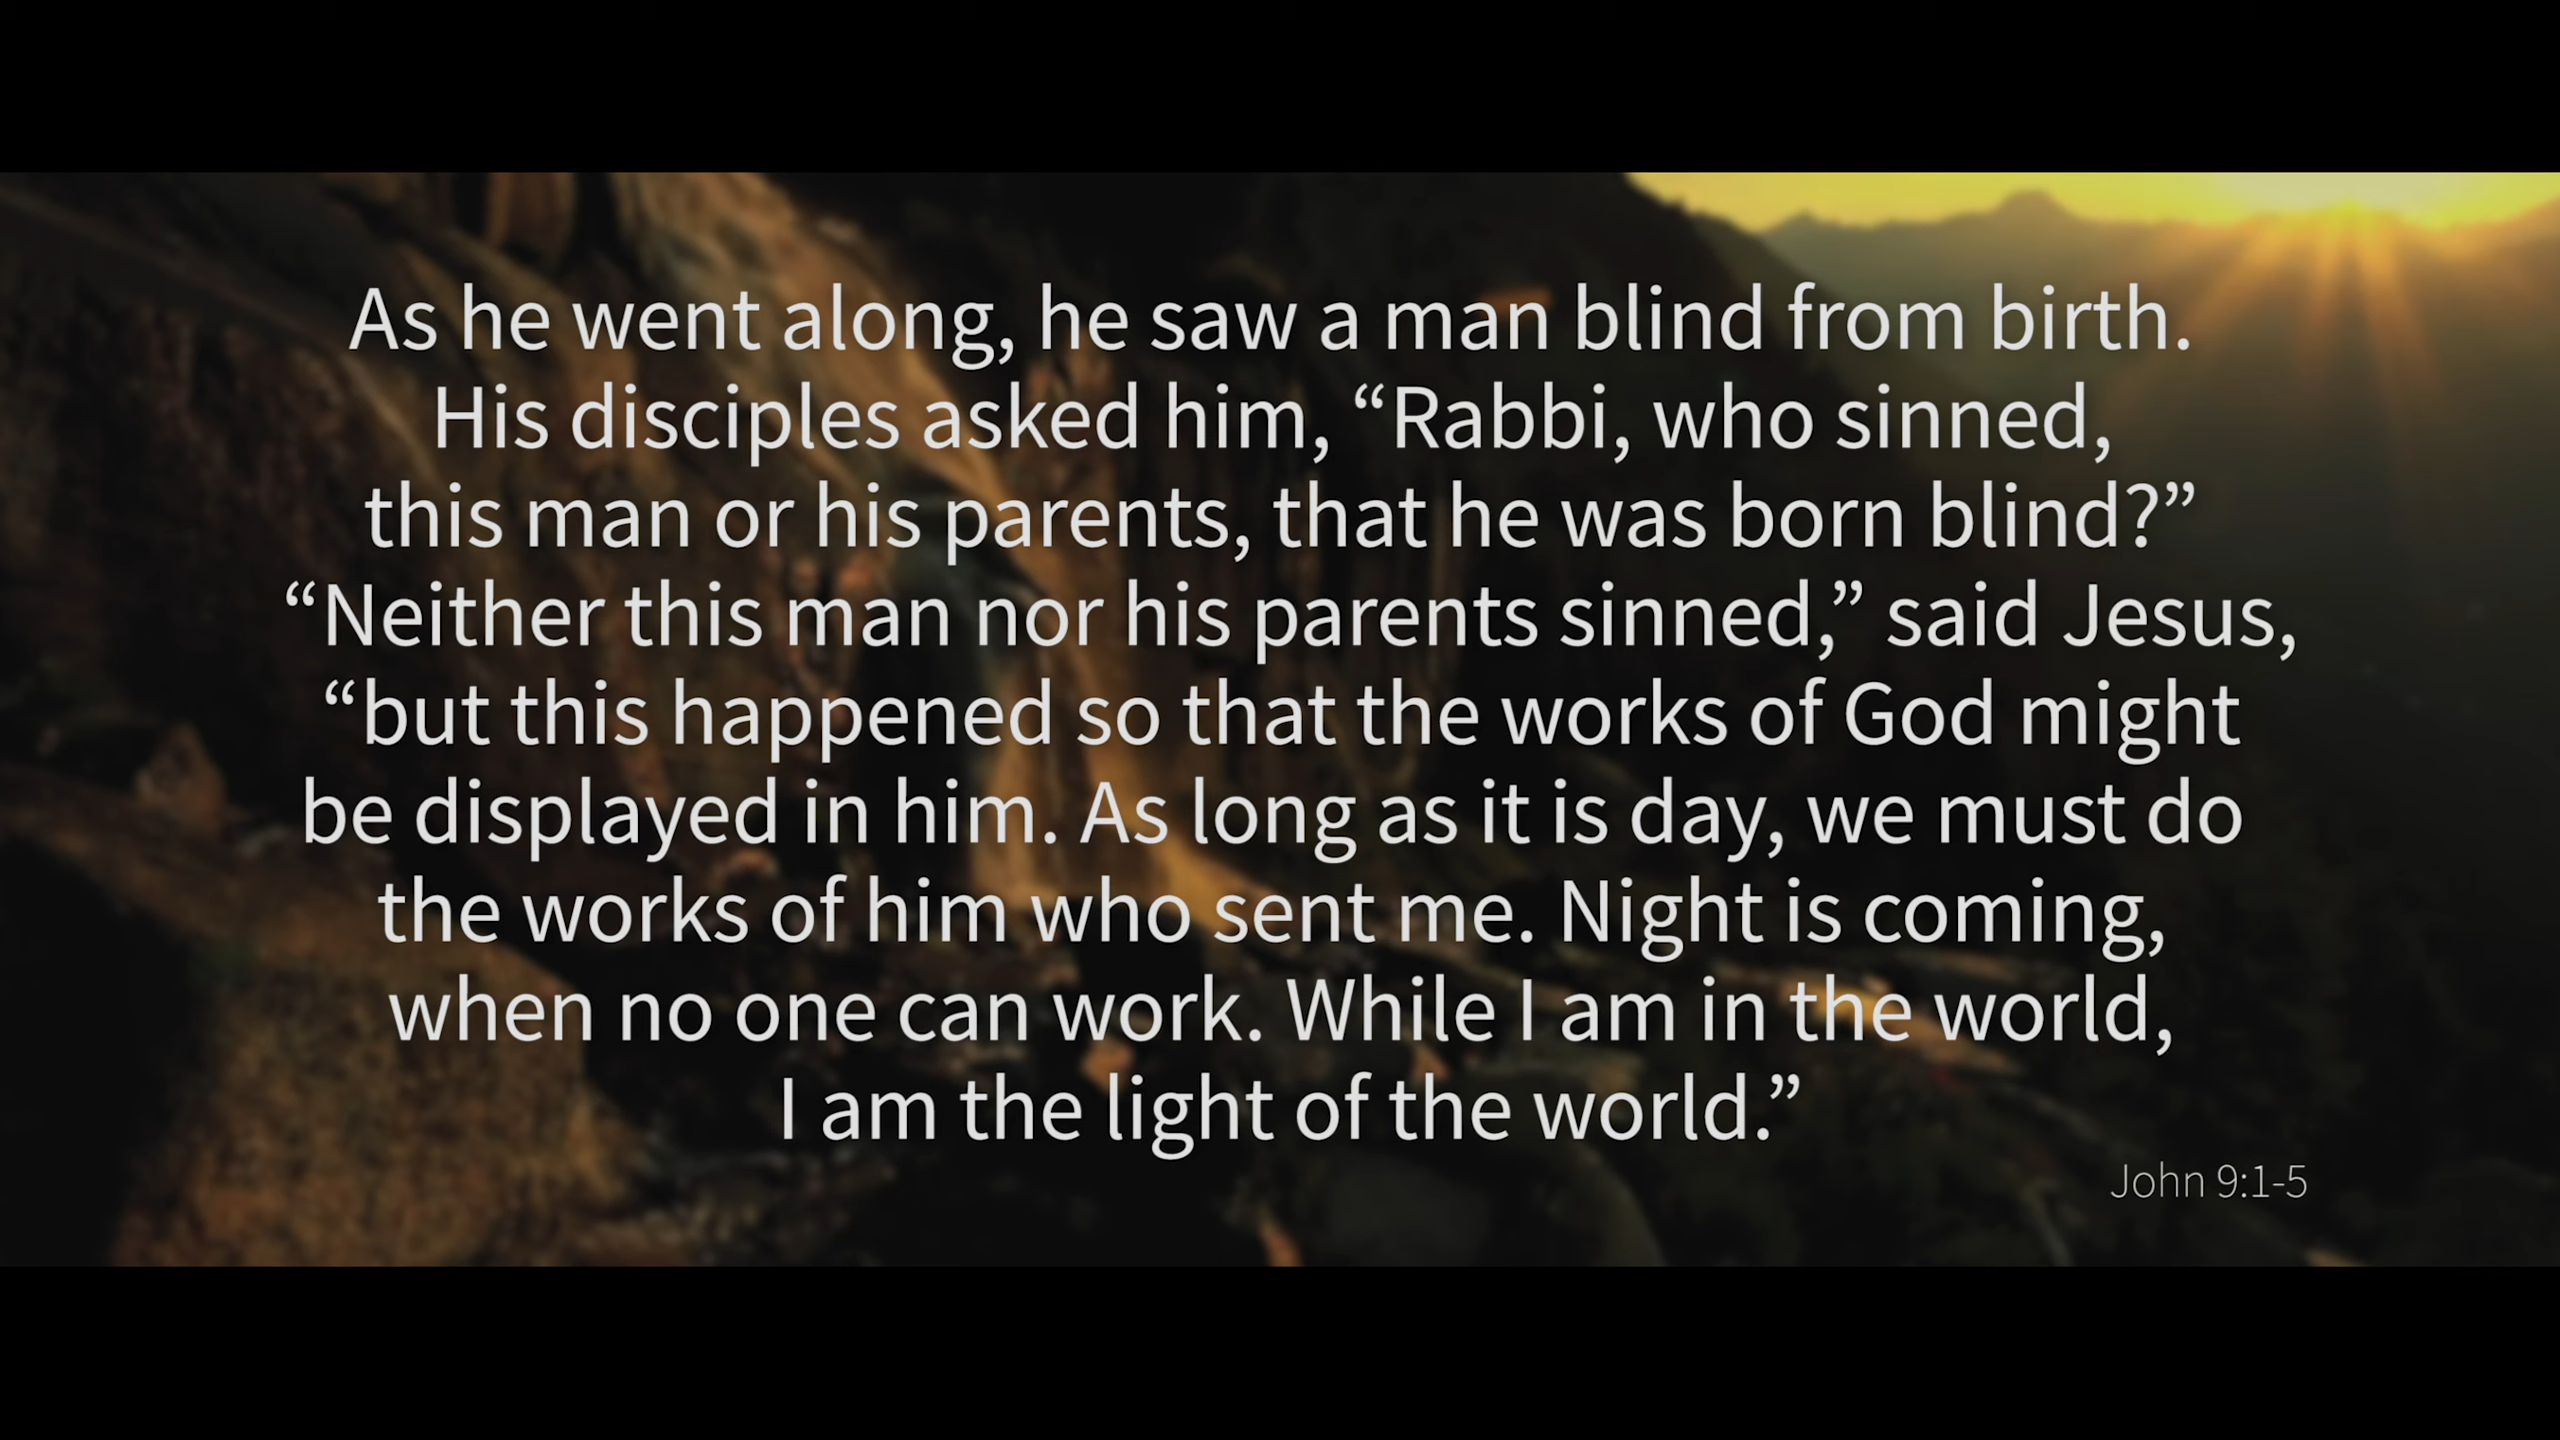 As he went along, he saw a man blind from birth.
His disciples asked him, “Rabbi, who sinned,
this man or his parents, that he was born blind?”
“Neither this man nor his parents sinned,” said Jesus,
“but this happened so that the works of God might
be displayed in him. As long as it is day, we must do
the works of him who sent me. Night is coming,
when no one can work. While I am in the world,
I am the light of the world.”
John 9:1-5